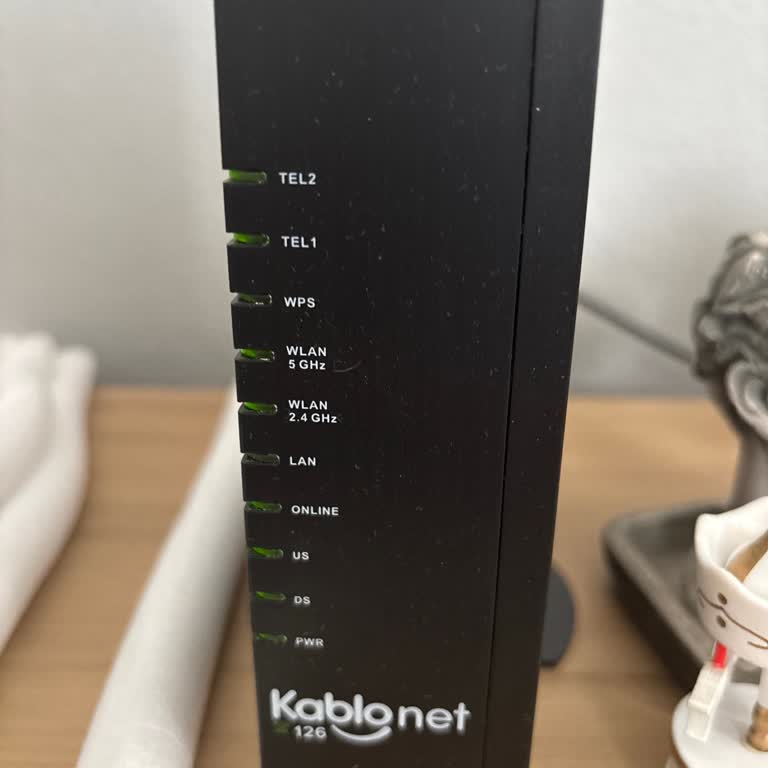 TEL2
TEL1
WPS
WLAN
5 GHz
WLAN
2.4 GHz
LAN
ONLINE
US
DS
PWR
Kablonet
126